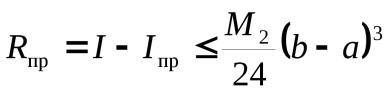 R_пр = I − I_пр ≤ M_2/24 (b − a)^3